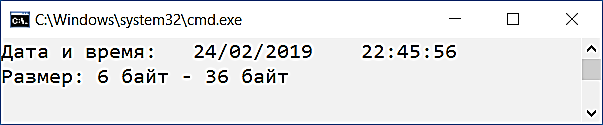 C:\Windows\system32\cmd.exe
Дата и время: 24/02/2019 22:45:56
Размер: 6 байт - 36 байт